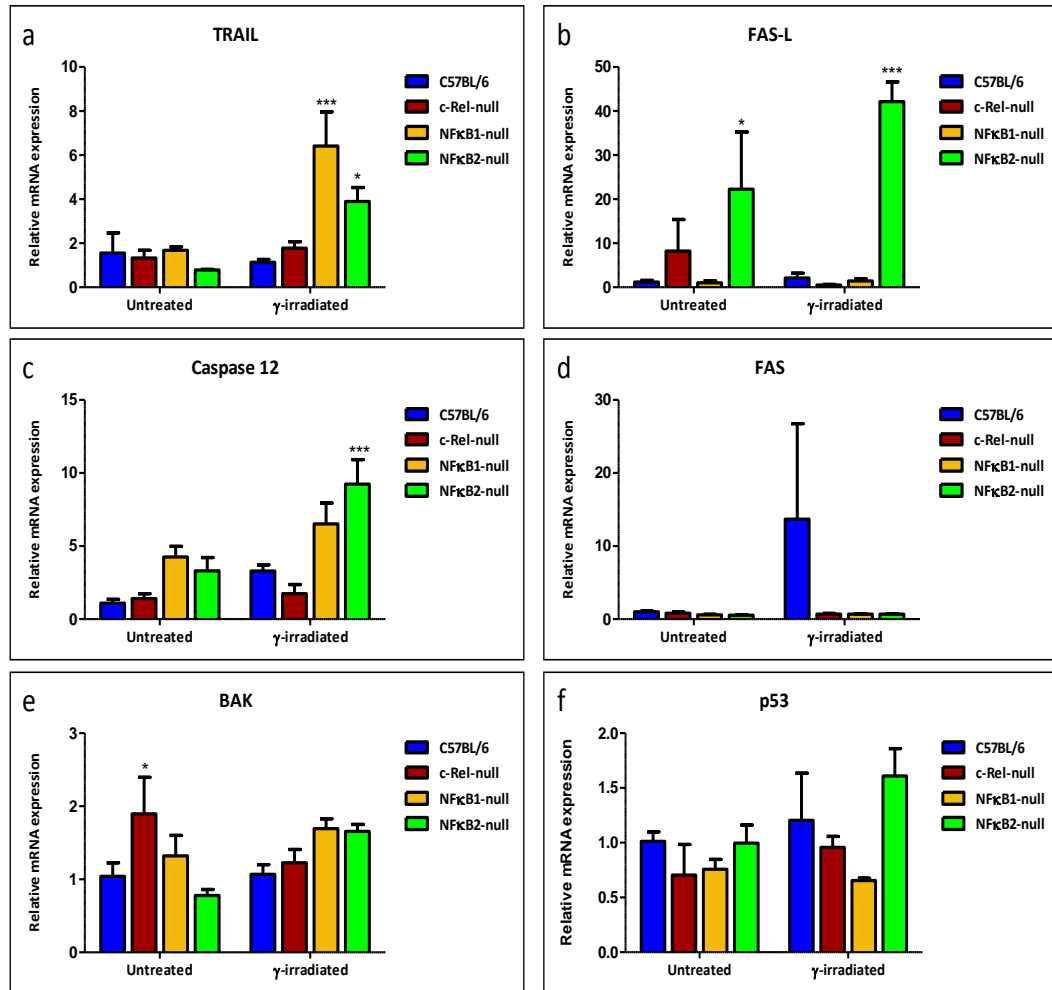 a
TRAIL
Relative mRNA expression
10
8
6
4
2
0
***
*
Untreated
γ-irradiated
C57BL/6
c-Rel-null
NFκB1-null
NFκB2-null
b
FAS-L
Relative mRNA expression
50
40
30
20
10
0
*
***
Untreated
γ-irradiated
C57BL/6
c-Rel-null
NFκB1-null
NFκB2-null
c
Caspase 12
Relative mRNA expression
15
10
5
0
***
Untreated
γ-irradiated
C57BL/6
c-Rel-null
NFκB1-null
NFκB2-null
d
FAS
Relative mRNA expression
30
20
10
0
Untreated
γ-irradiated
C57BL/6
c-Rel-null
NFκB1-null
NFκB2-null
e
BAK
Relative mRNA expression
3
2
1
0
*
Untreated
γ-irradiated
C57BL/6
c-Rel-null
NFκB1-null
NFκB2-null
f
p53
Relative mRNA expression
2.0
1.5
1.0
0.5
0.0
Untreated
γ-irradiated
C57BL/6
c-Rel-null
NFκB1-null
NFκB2-null